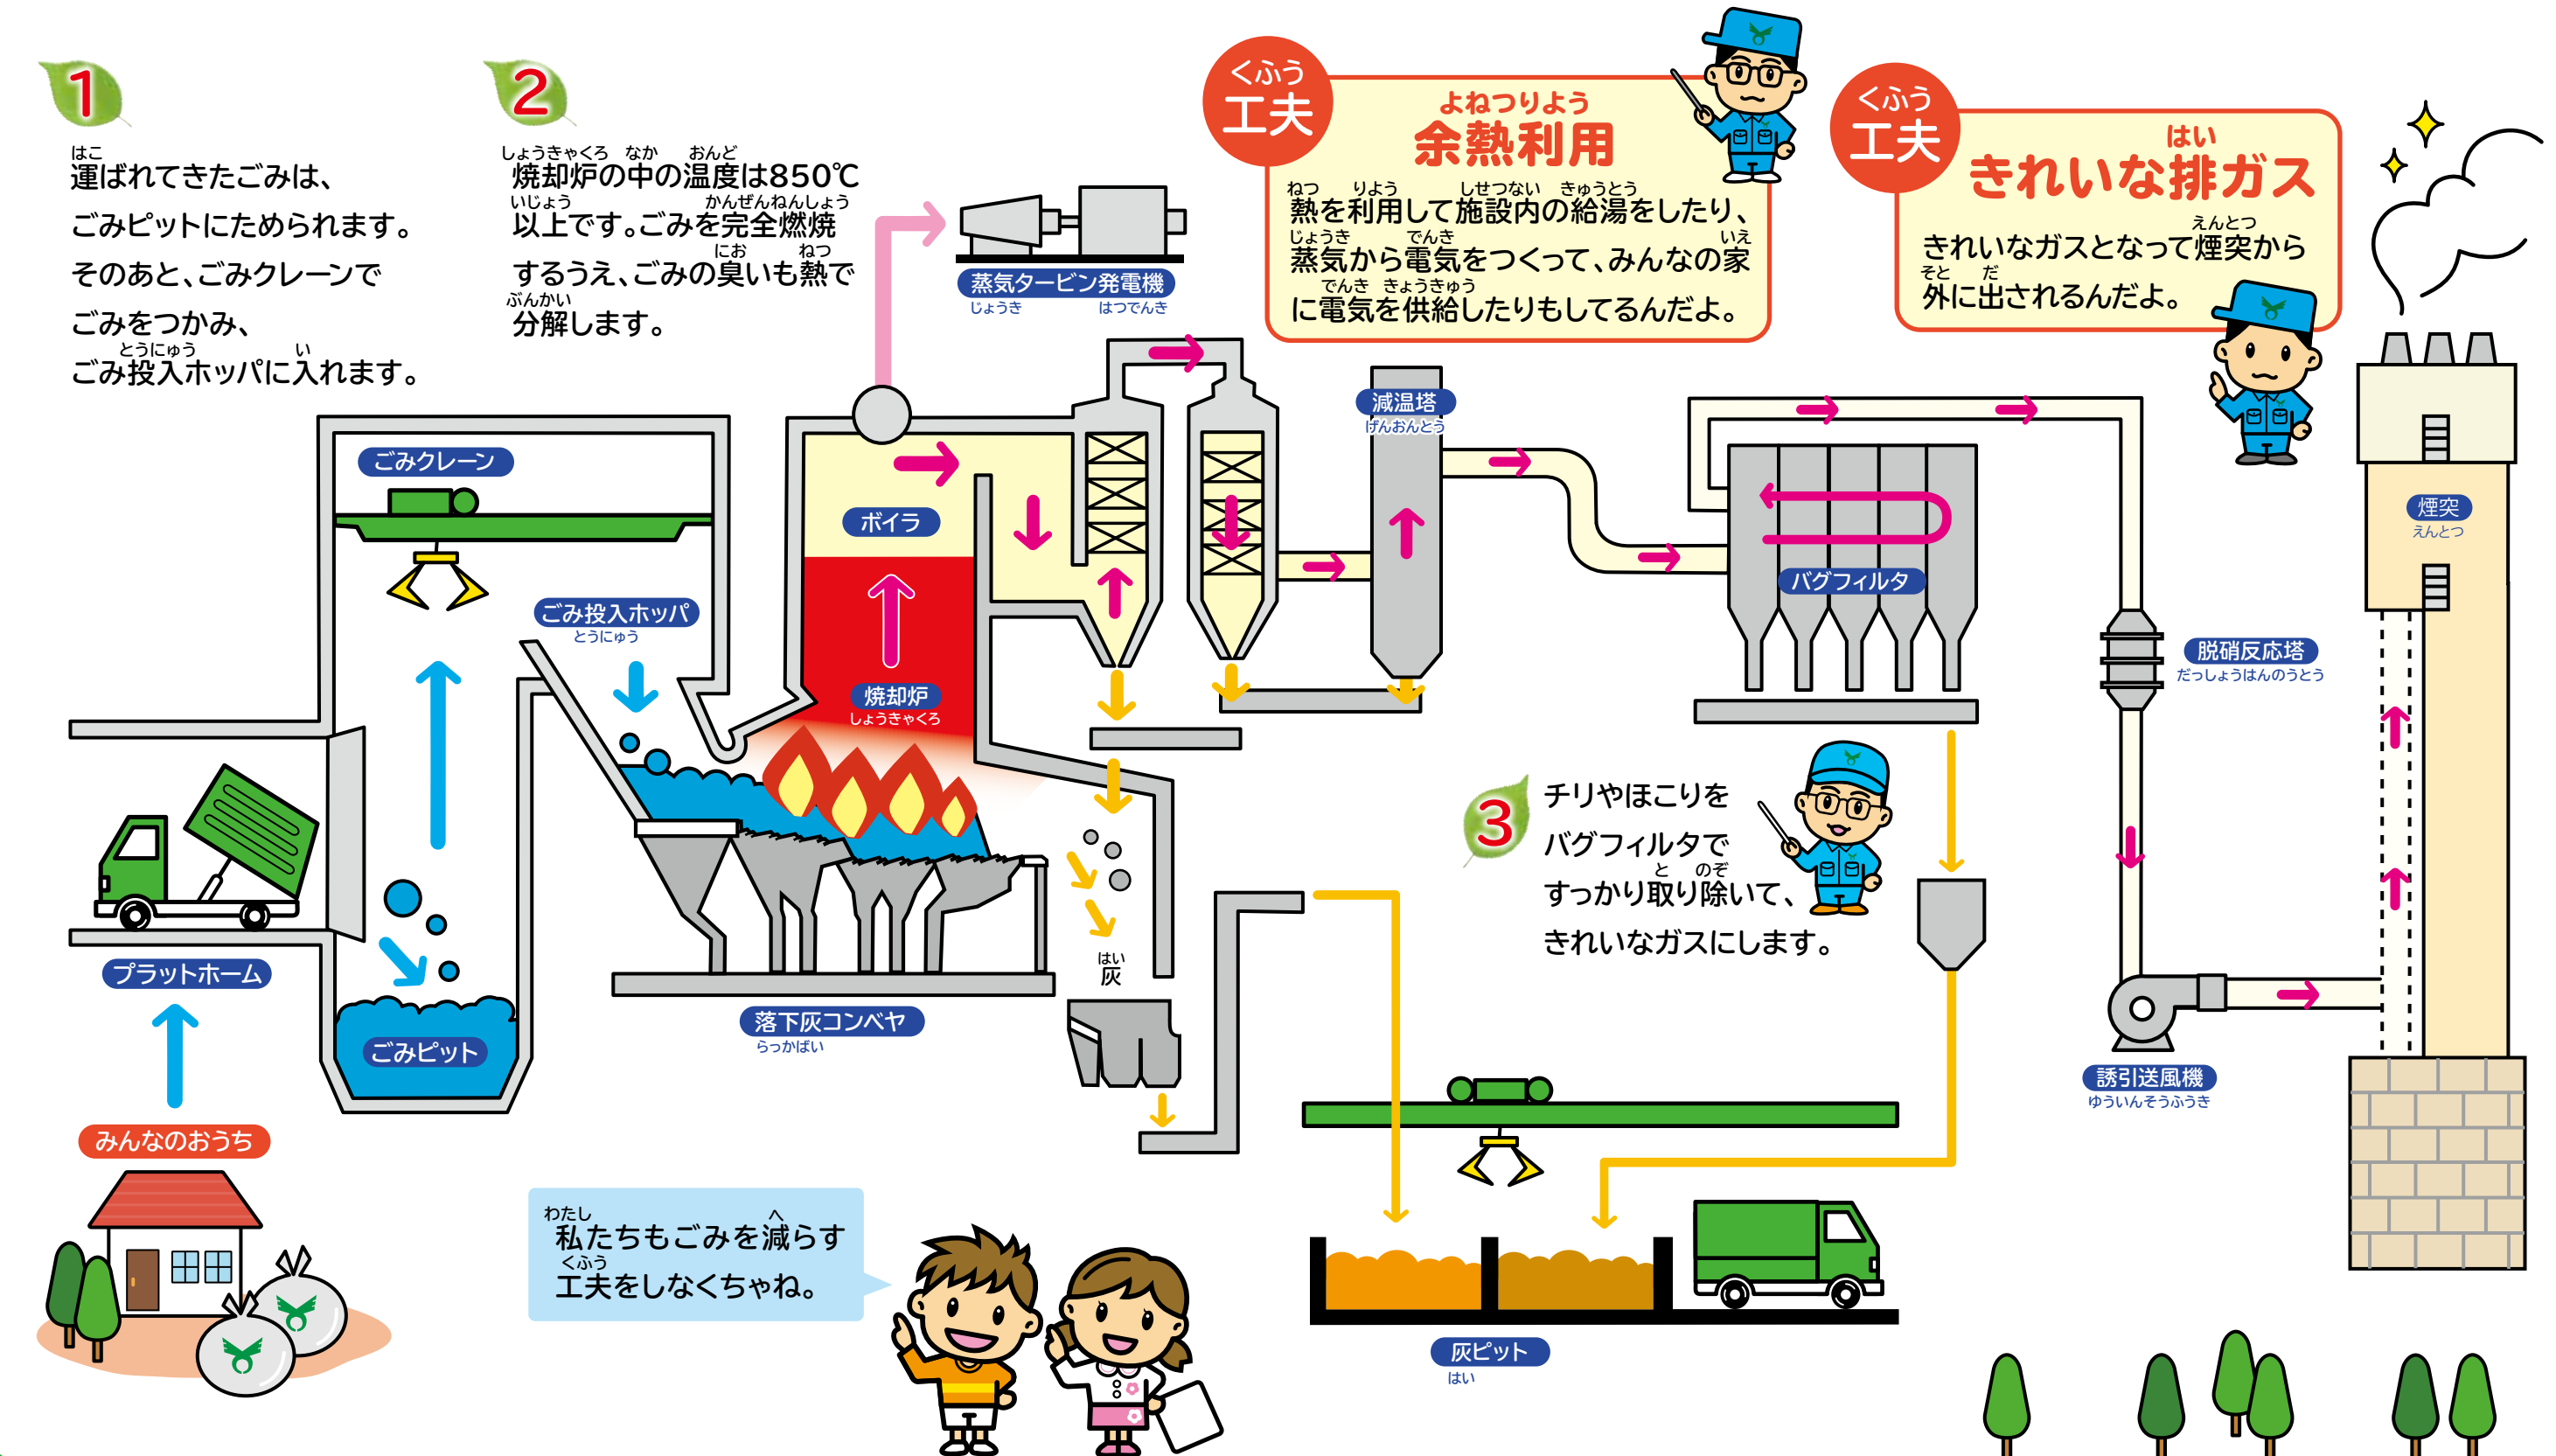 1
はこ
運ばれてきたごみは、
ごみピットにためられます。
そのあと、ごみクレーンで
ごみをつかみ、
とうにゅう い
ごみ投入ホッパに入れます。
2
しょうきゃくろ なか おんど
焼却炉の中の温度は850℃
いじょう かんぜんねんしょう
以上です。ごみを完全燃焼
にお ねつ
するうえ、ごみの臭いも熱で
ぶんかい
分解します。
くふう
工夫
よねつりよう
余熱利用
ねつ りよう しせつない きゅうとう
熱を利用して施設内の給湯をしたり、
じょうき でんき いえ
蒸気から電気をつくって、みんなの家
でんき きょうきゅう
に電気を供給したりもしてるんだよ。
くふう
工夫
はい
きれいな排ガス
えんとつ
きれいなガスとなって煙突から
そと だ
外に出されるんだよ。
蒸気タービン発電機
じょうき はつでんき
減温塔
げんおんとう
ごみクレーン
ボイラ
煙突
えんとつ
バグフィルタ
ごみ投入ホッパ
とうにゅう
脱硝反応塔
だっしょうはんのうとう
焼却炉
しょうきゃくろ
3
チリやほこりを
バグフィルタで
と のぞ
すっかり取り除いて、
きれいなガスにします。
はい
灰
プラットホーム
落下灰コンベヤ
らっかばい
ごみピット
誘引送風機
ゆういんそうふうき
みんなのおうち
わたし へ
私たちもごみを減らす
くふう
工夫をしなくちゃね。
灰ピット
はい